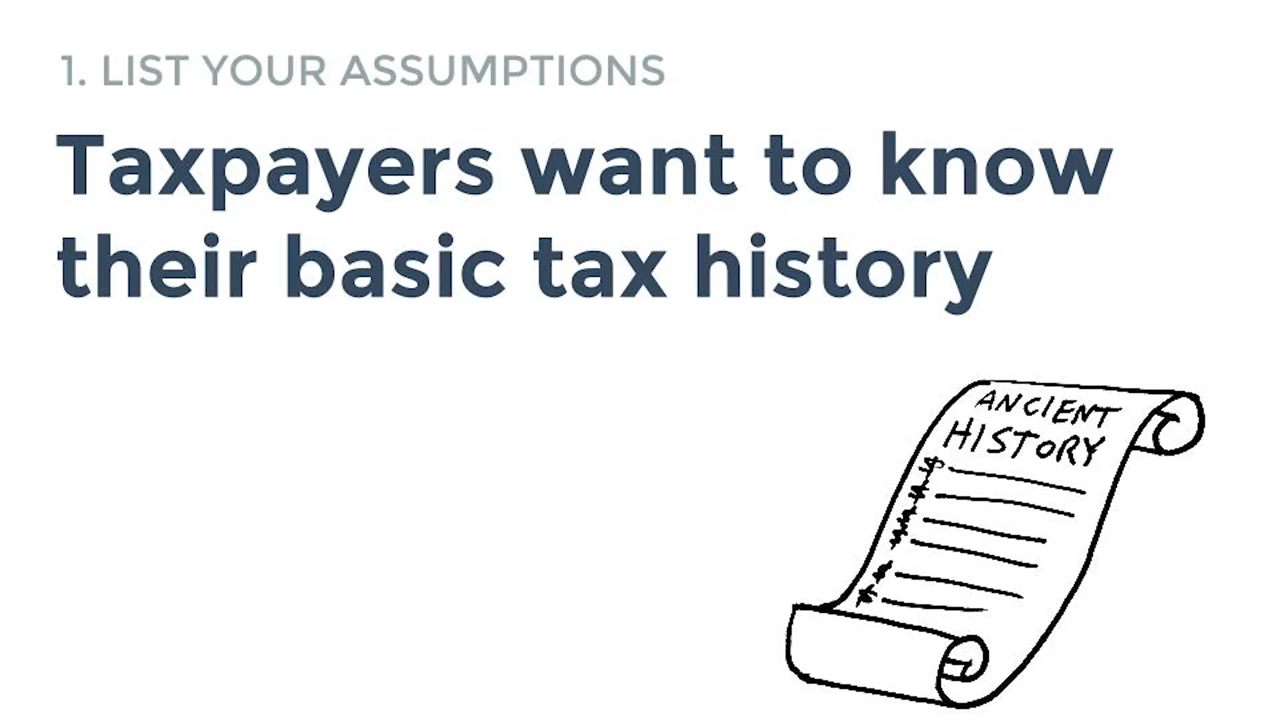 1. LIST YOUR ASSUMPTIONS
Taxpayers want to know
their basic tax history
ANCIENT
HISTORY